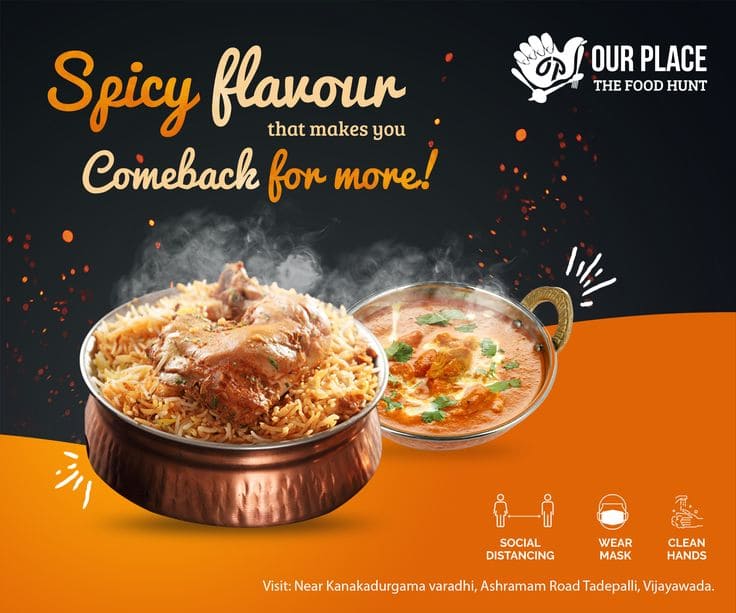 Spicy flavour
that makes you
Comeback for more!
OP
OUR PLACE
THE FOOD HUNT
SOCIAL
DISTANCING
WEAR
MASK
CLEAN
HANDS
Visit: Near Kanakadurgama varadhi, Ashramam Road Tadepalli, Vijayawada.